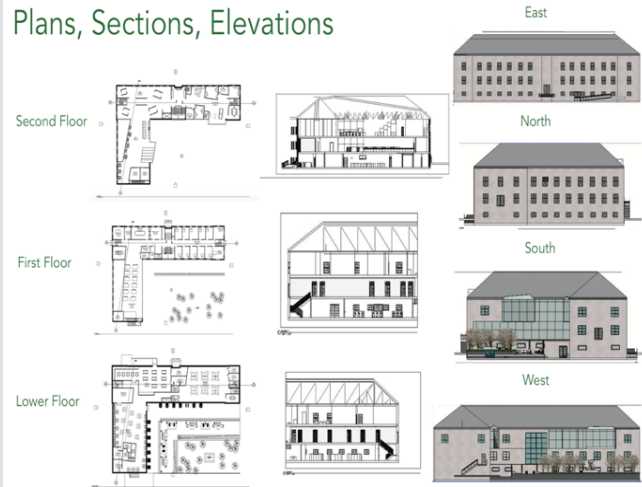 Plans, Sections, Elevations
East
Second Floor
North
First Floor
South
Lower Floor
West